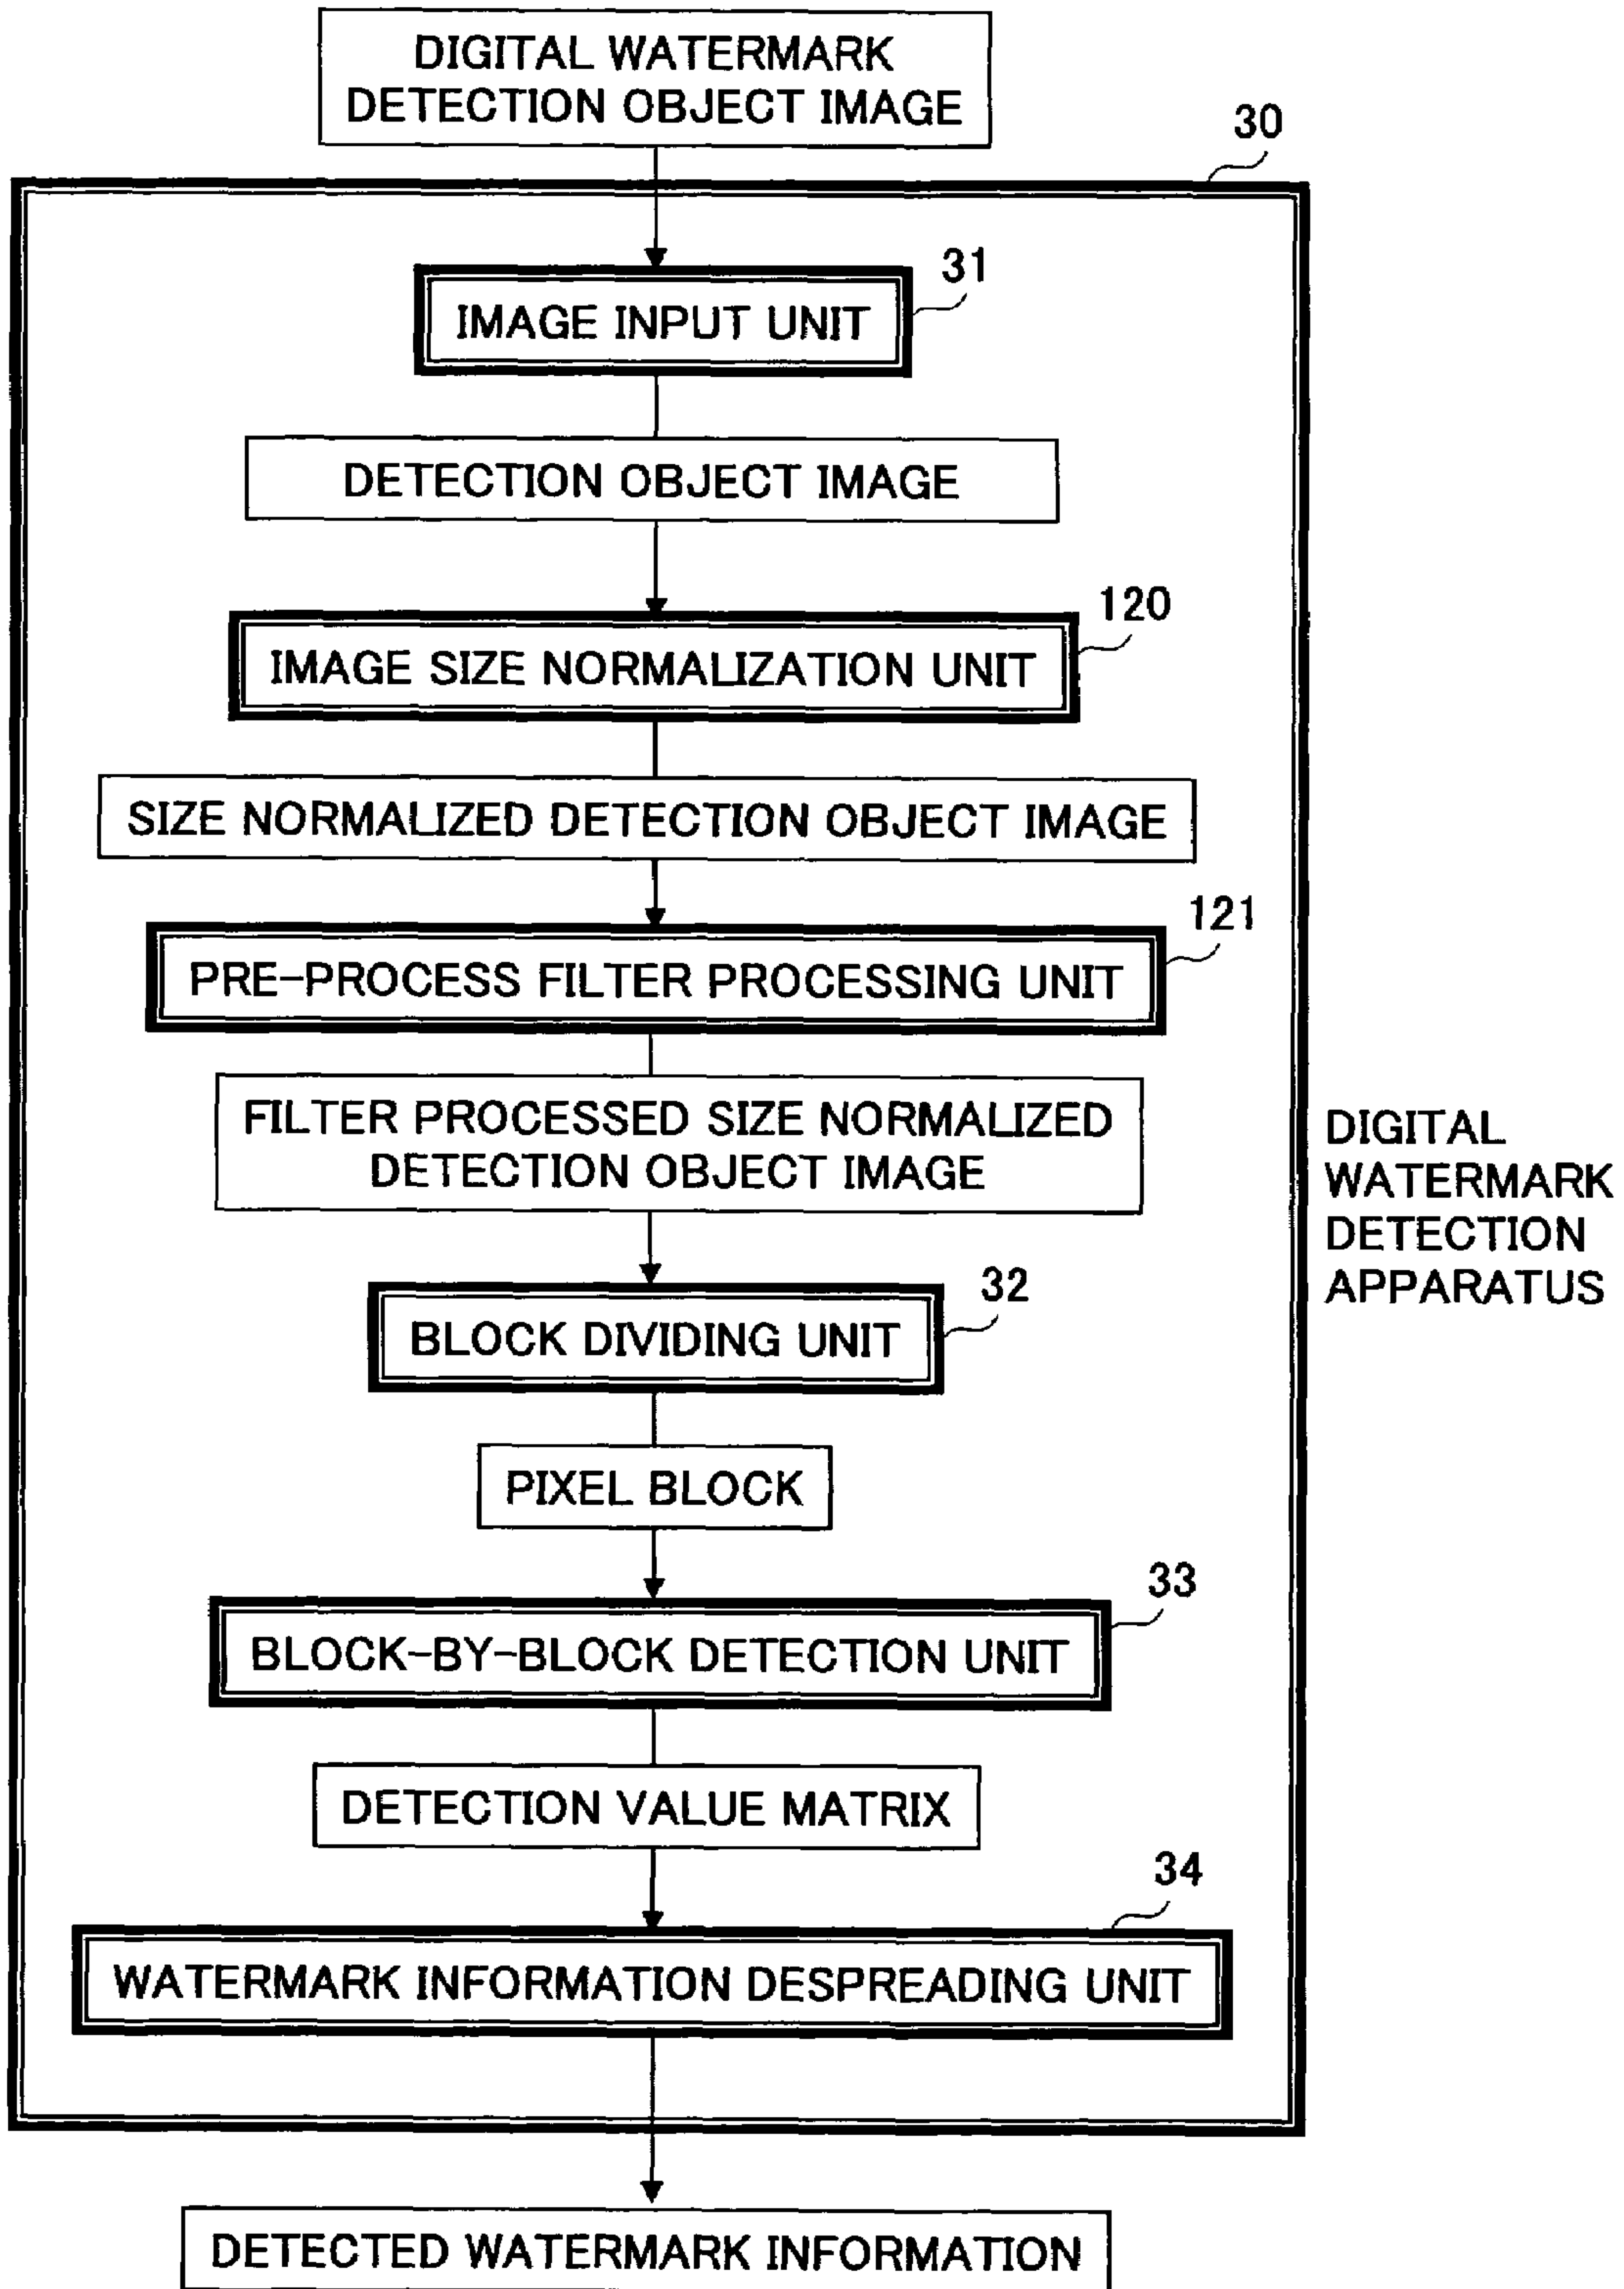 DIGITAL WATERMARK
DETECTION OBJECT IMAGE
30
31
IMAGE INPUT UNIT
DETECTION OBJECT IMAGE
120
IMAGE SIZE NORMALIZATION UNIT
SIZE NORMALIZED DETECTION OBJECT IMAGE
121
PRE-PROCESS FILTER PROCESSING UNIT
FILTER PROCESSED SIZE NORMALIZED
DETECTION OBJECT IMAGE
DIGITAL
WATERMARK
DETECTION
APPARATUS
32
BLOCK DIVIDING UNIT
PIXEL BLOCK
33
BLOCK-BY-BLOCK DETECTION UNIT
DETECTION VALUE MATRIX
34
WATERMARK INFORMATION DESPREADING UNIT
DETECTED WATERMARK INFORMATION